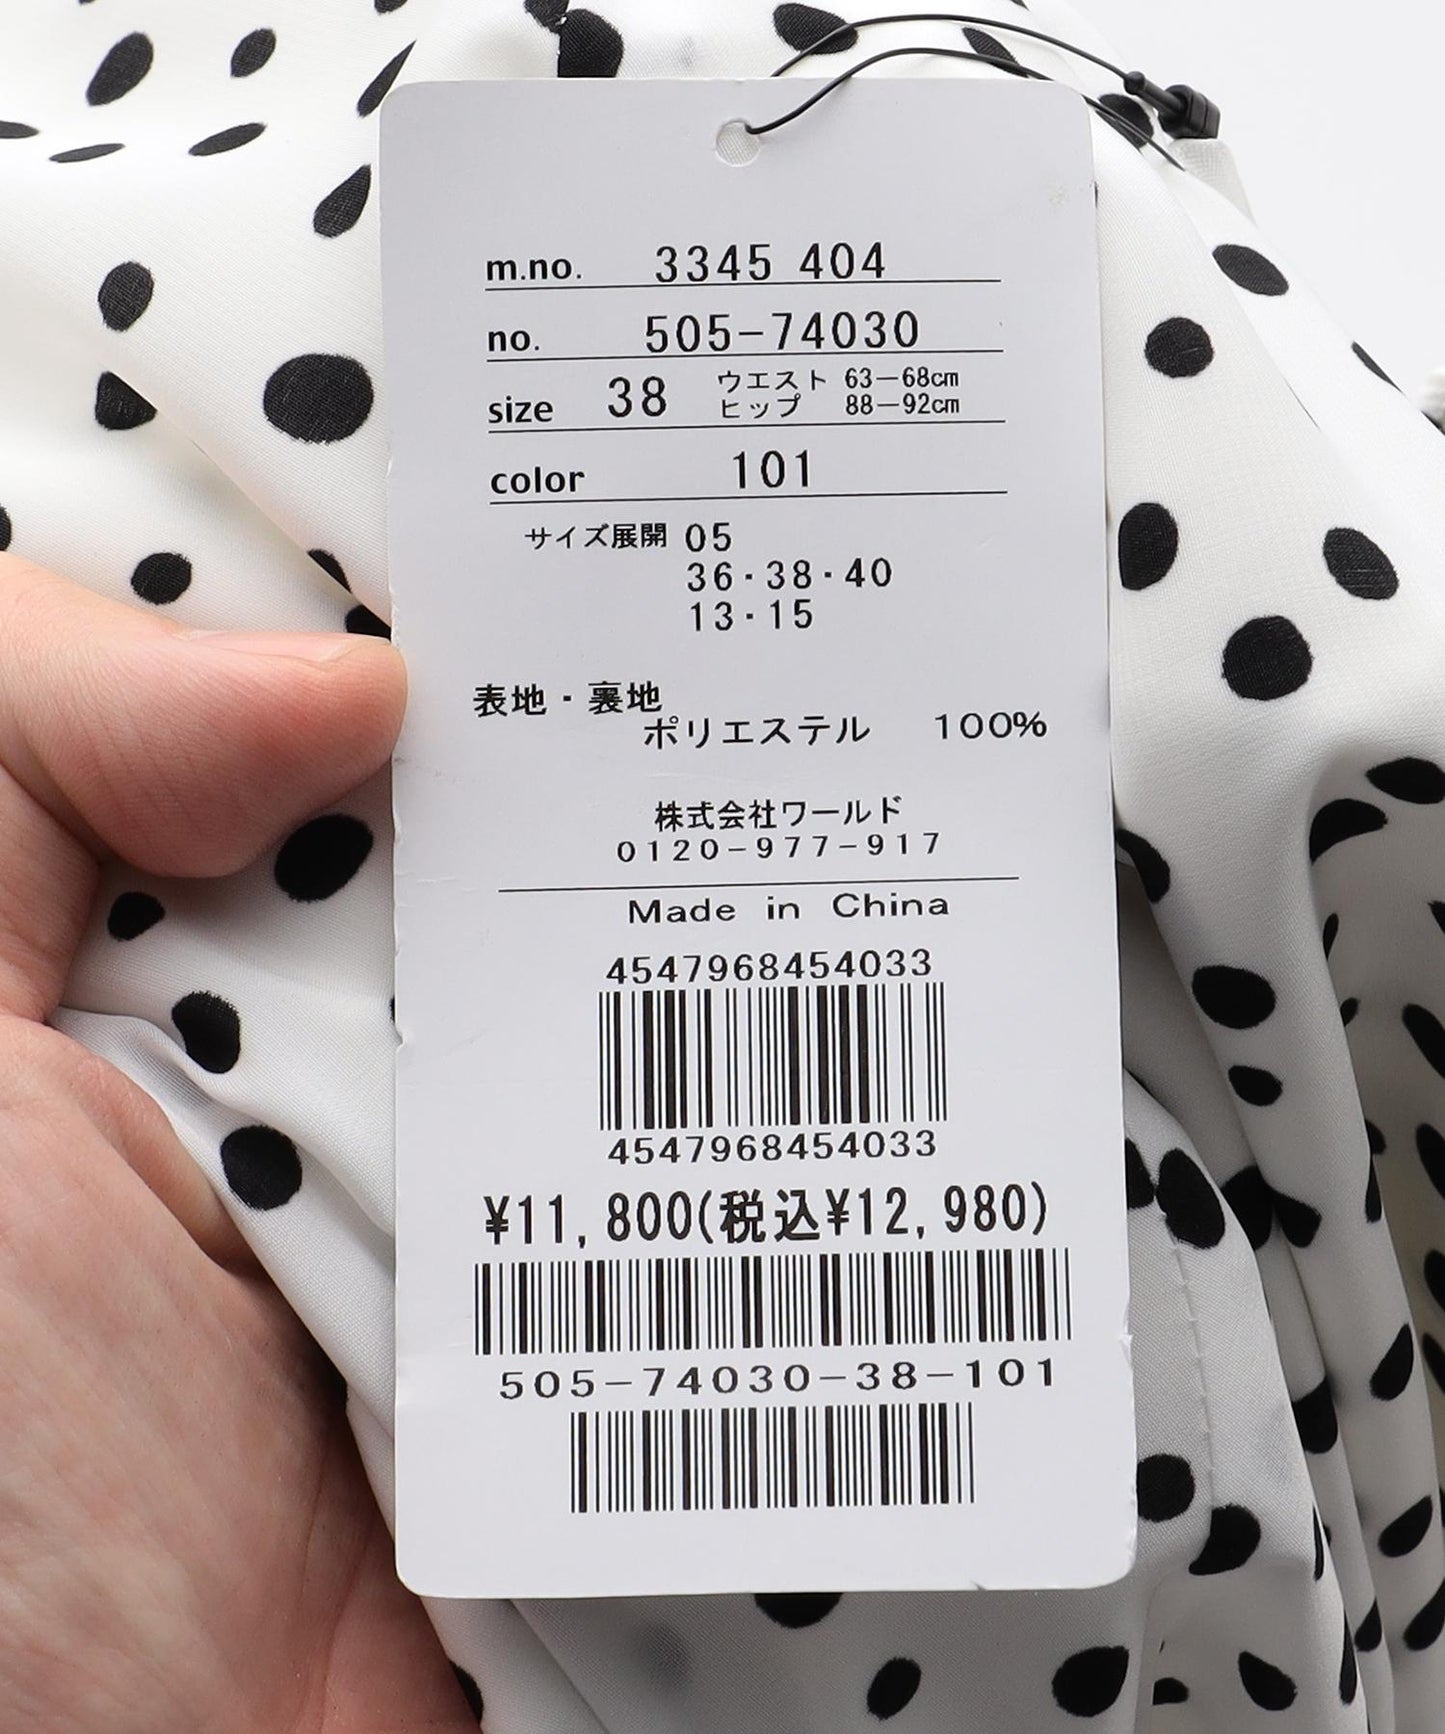 m.no. 3345 404
no. 505-74030
size 38 ウエスト 63-68cm
ヒップ 88-92cm
color 101
サイズ展開 05
36・38・40
13・15
表地・裏地
ポリエステル 100%
株式会社ワールド
0120-977-917
Made in China
4547968454033
4547968454033
¥11,800(税込¥12,980)
505-74030-38-101